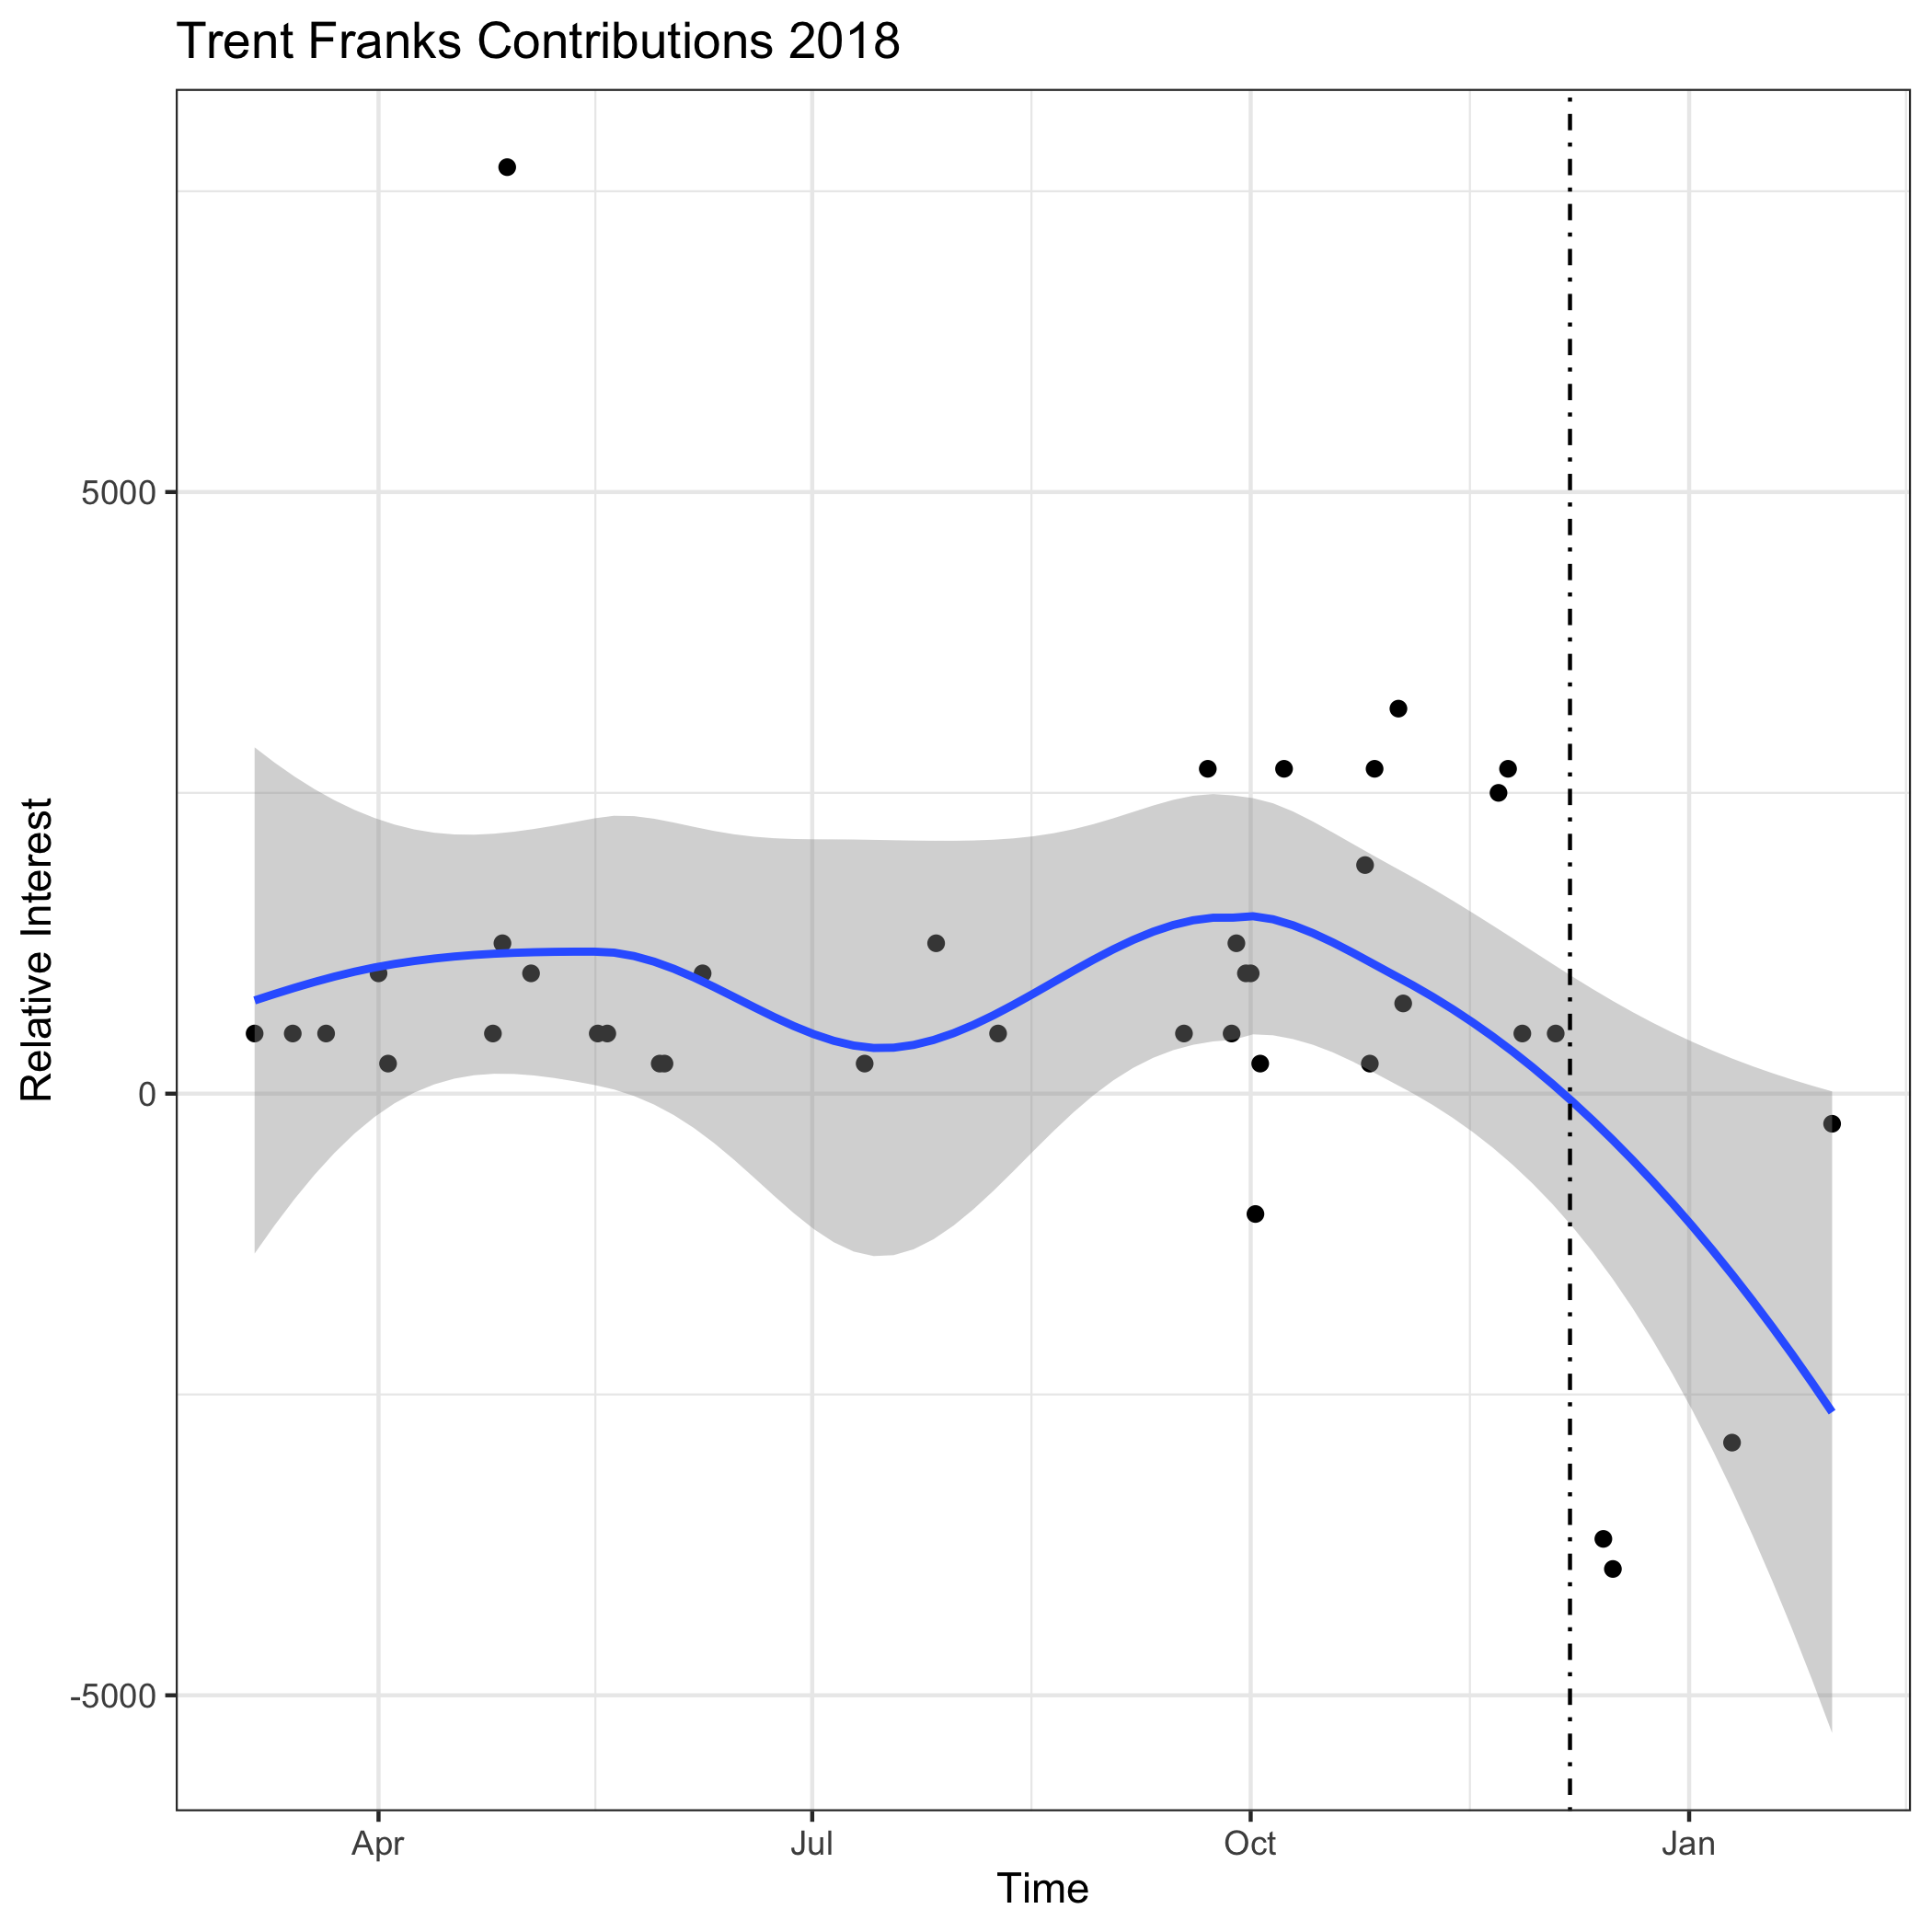 Trent Franks Contributions 2018
Relative Interest
5000
0
-5000
Apr
Jul
Oct
Jan
Time